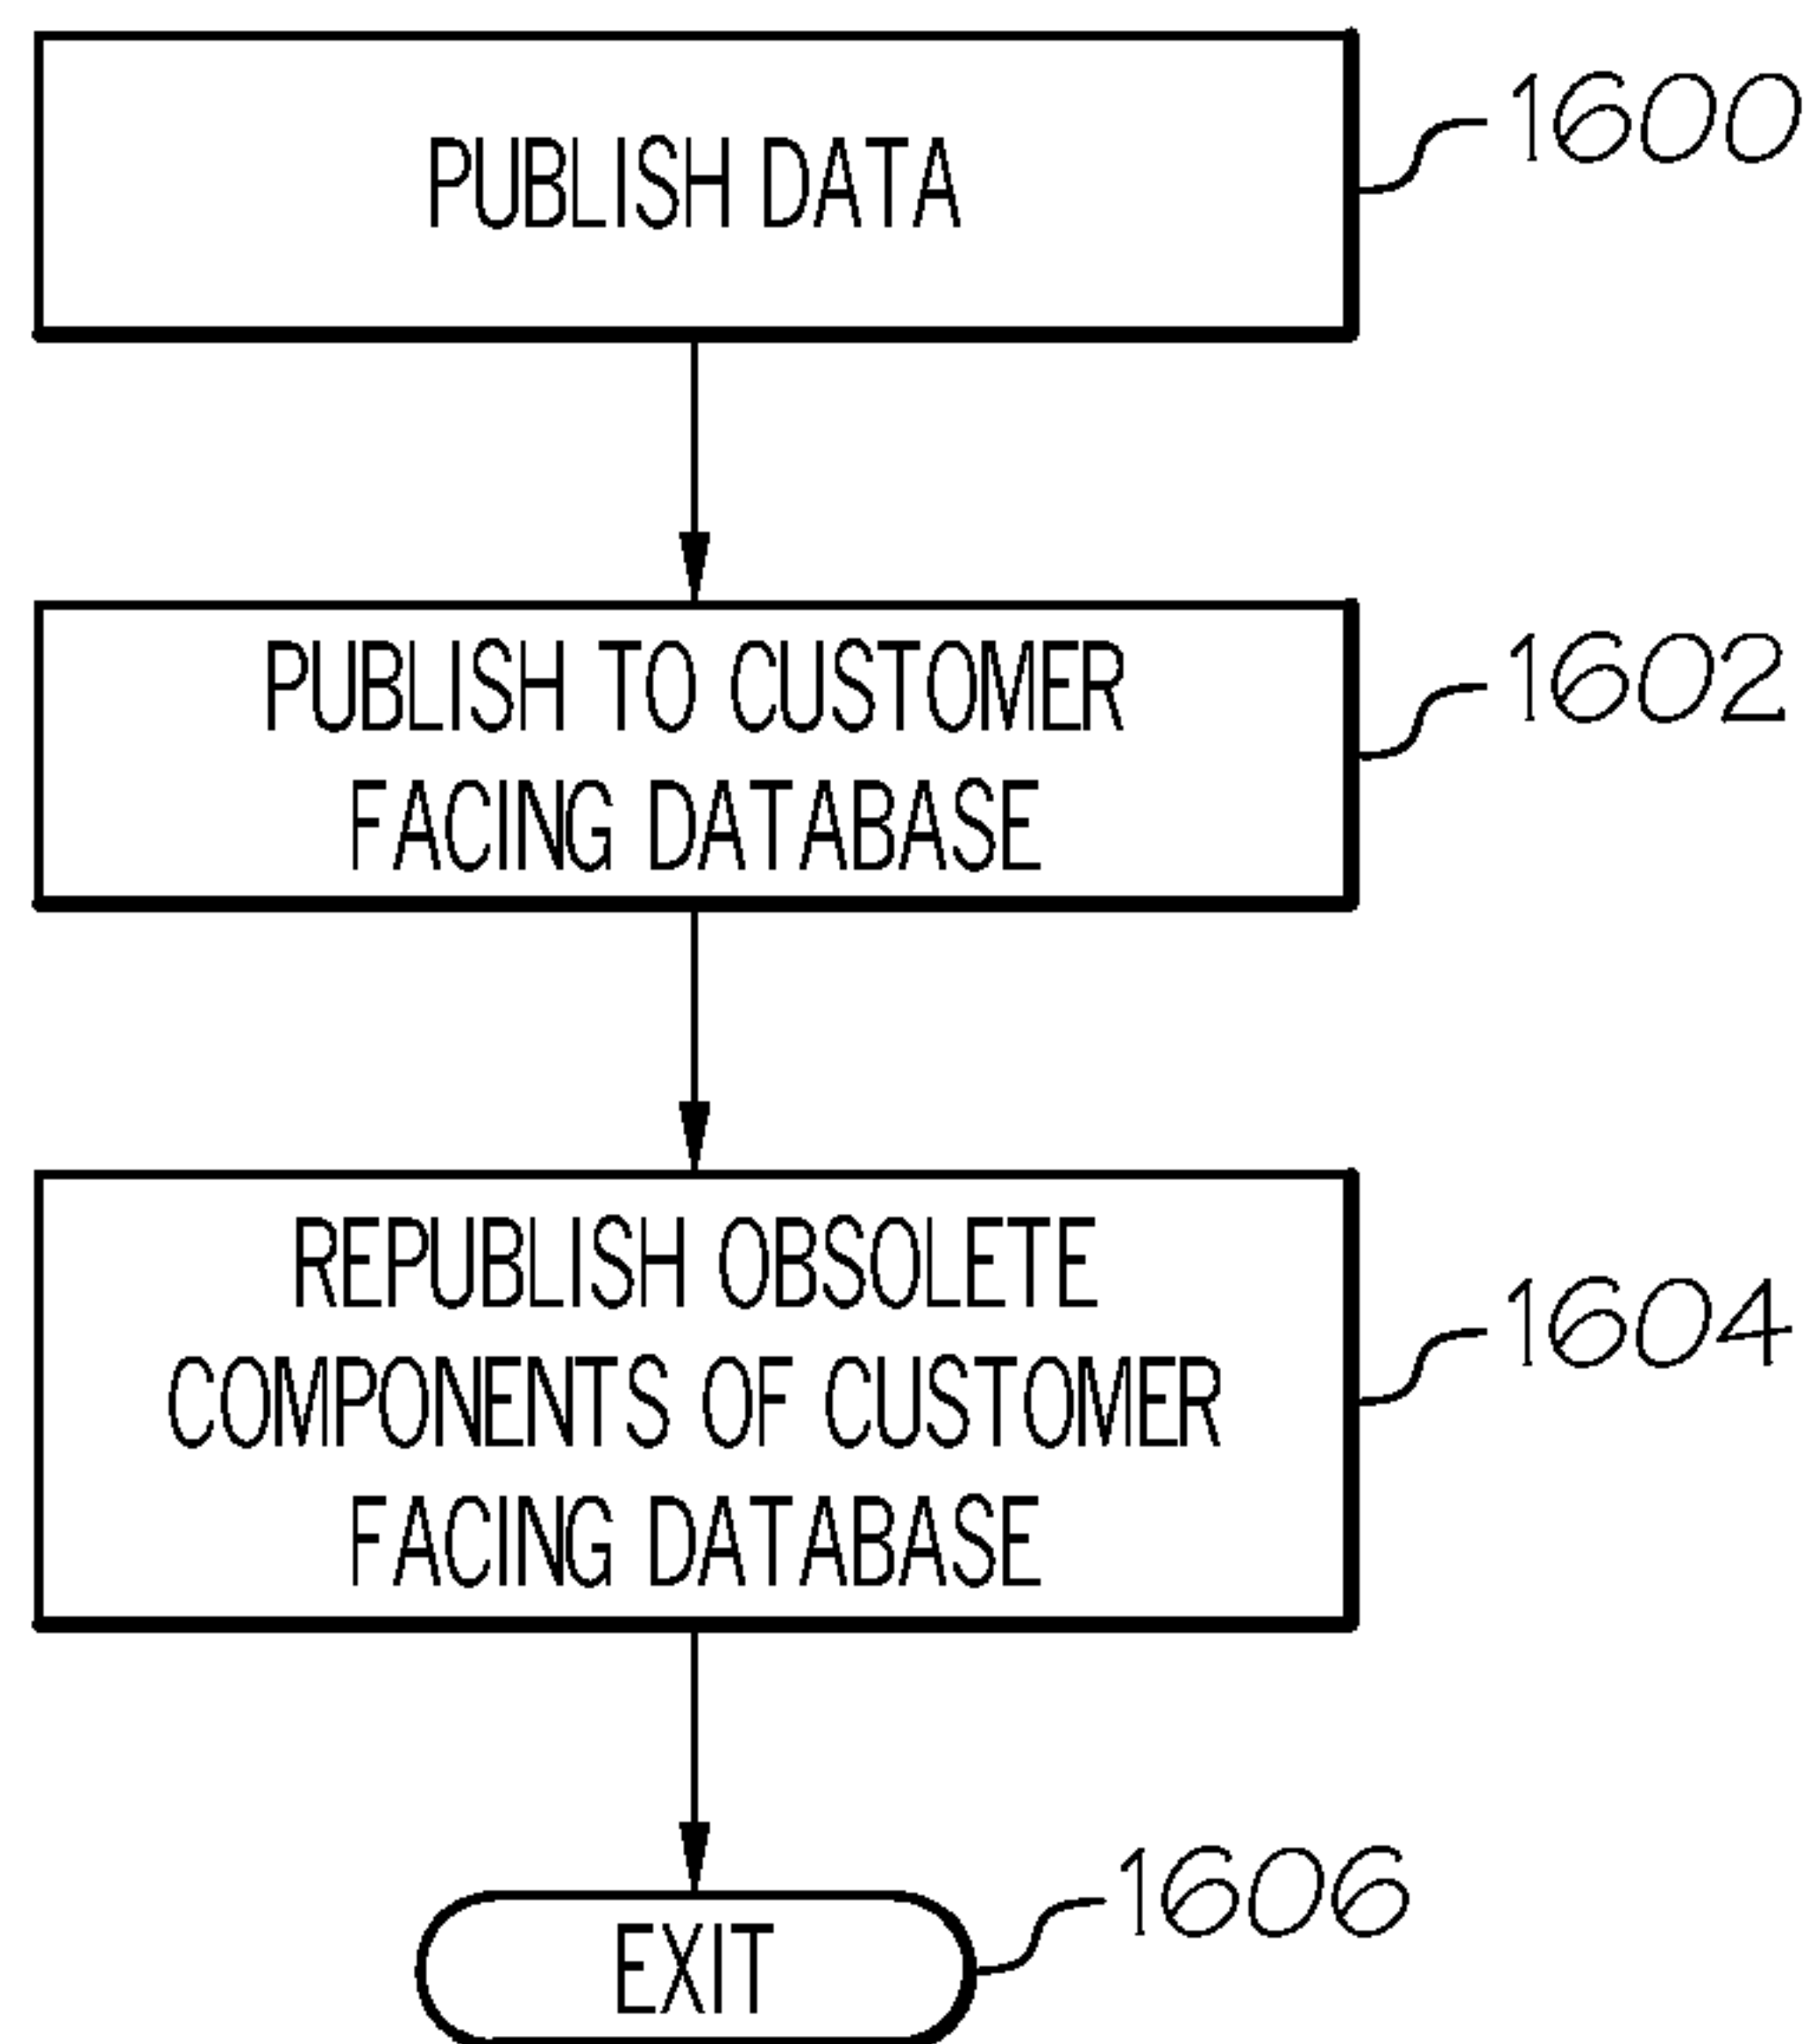 PUBLISH DATA
1600
PUBLISH TO CUSTOMER
FACING DATABASE
1602
REPUBLISH OBSOLETE
COMPONENTS OF CUSTOMER
FACING DATABASE
1604
EXIT
1606